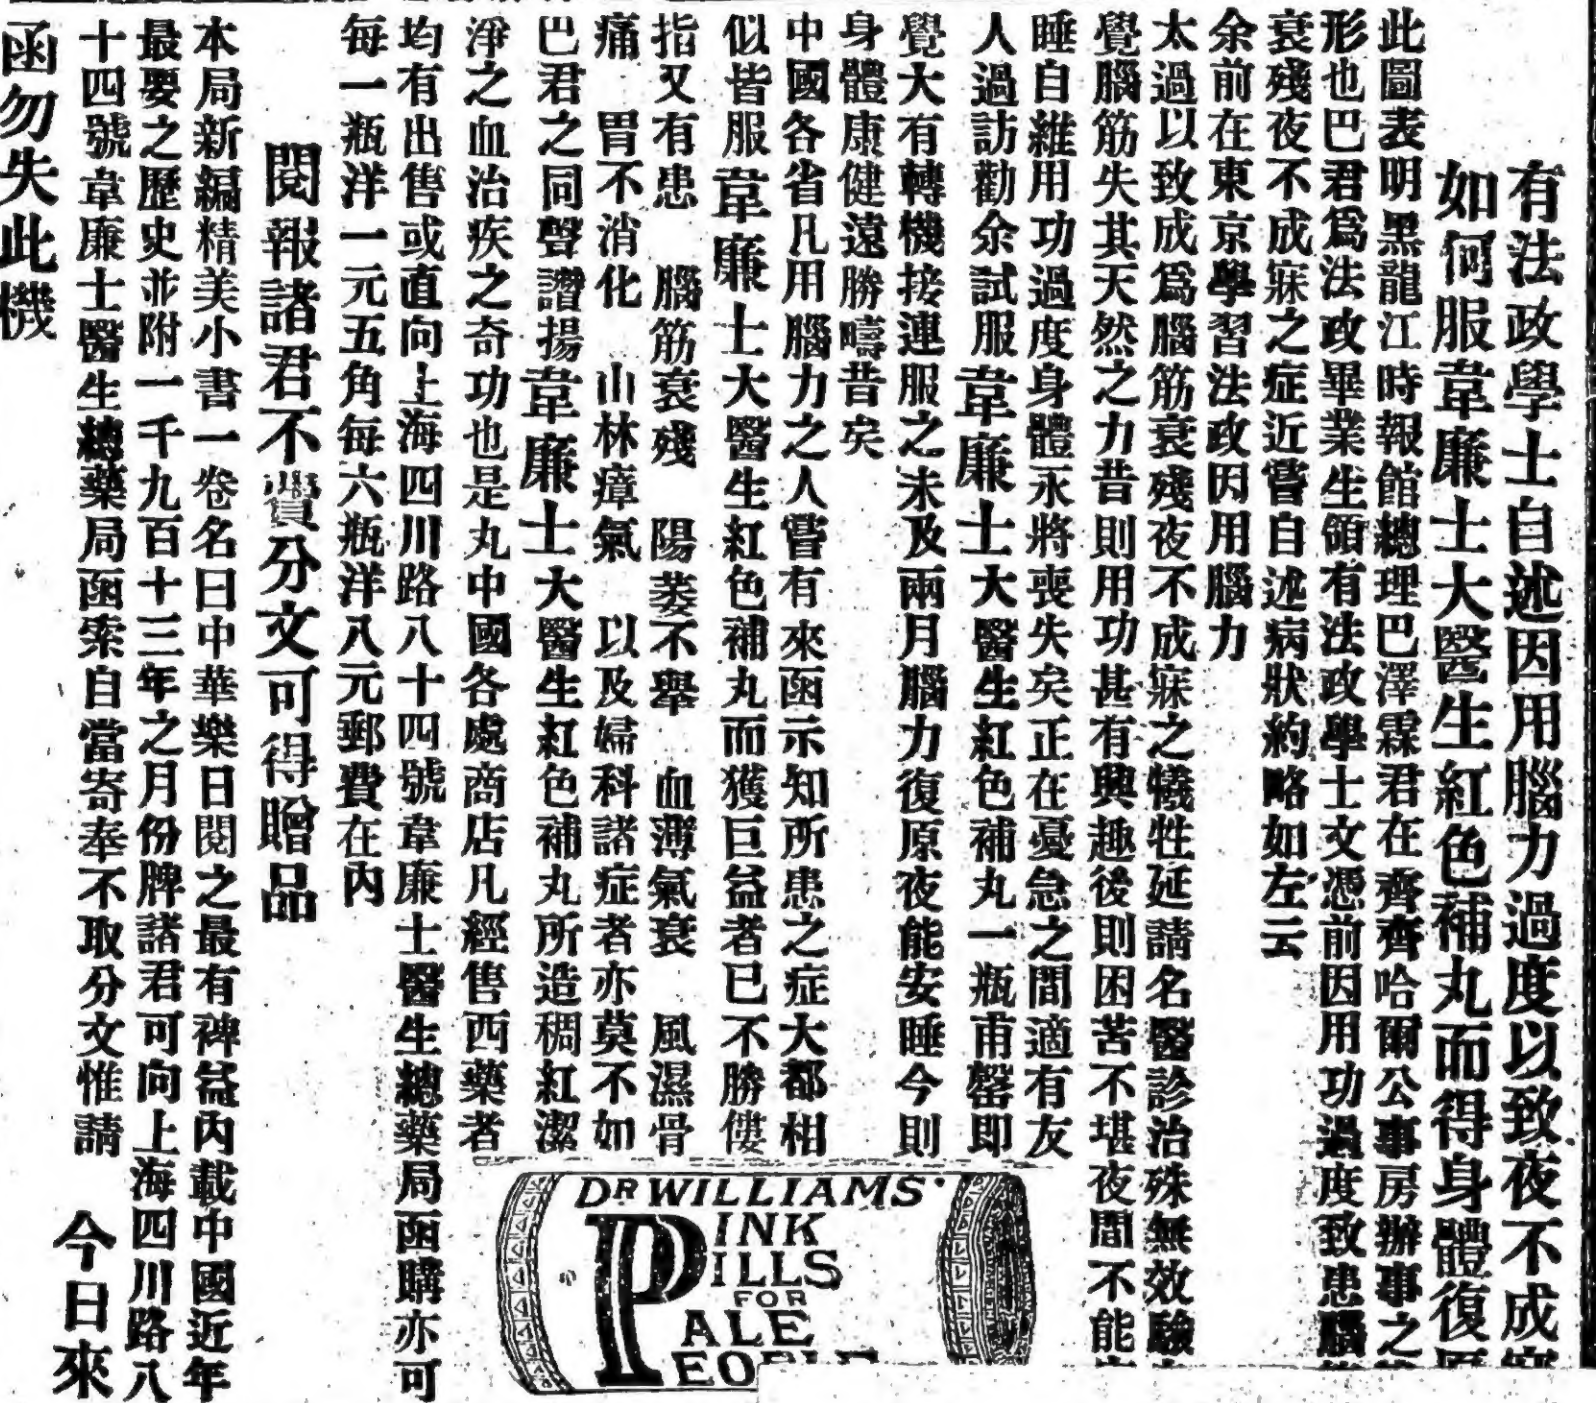 有法政學士自述因用腦力過度以致夜不成寐
如何服韋廉士大醫生紅色補丸而得身體復原
此圖表明黑龍江時報館總理巴澤霖君在齊齊哈爾公事房辦事之
形也巴君爲法政畢業生領有法政學士文憑前因用功過度致患腦
衰殘夜不成寐之症近嘗自述病狀約略如左云
余前在東京學習法政因用腦力
太過以致成爲腦筋衰殘夜不成寐之犧牲延請名醫診治殊無效驗
覺腦筋失其天然之力昔則用功甚有興趣後則困苦不堪夜間不能
睡自維用功過度身體永將喪失矣正在憂急之間適有友
人過訪勸余試服韋廉士大醫生紅色補丸一瓶甫罄即
覺大有轉機接連服之未及兩月腦力復原夜能安睡今則
身體康健遠勝疇昔矣
中國各省凡用腦力之人嘗有來函示知所患之症大都相
似皆服韋廉士大醫生紅色補丸而獲巨益者已不勝僂
指又有患 腦筋衰殘 陽萎不舉 血薄氣衰 風濕骨
痛 胃不消化 山林瘴氣 以及婦科諸症者亦莫不如
巴君之同聲讚揚韋廉士大醫生紅色補丸所造稠紅潔
淨之血治疾之奇功也是丸中國各處商店凡經售西藥者
均有出售或直向上海四川路八十四號韋廉士醫生總藥局函購亦可
每一瓶洋一元五角每六瓶洋八元郵費在內
閱報諸君不費分文可得贈品
本局新編精美小書一卷名曰中華樂日閱之最有裨益內載中國近年
最要之歷史並附一千九百十三年之月份牌諸君可向上海四川路八
十四號韋廉士醫生總藥局函索自當寄奉不取分文惟請 今日來
函勿失此機
DR WILLIAMS'
PINK
PILLS
FOR
PALE
PEOPLE